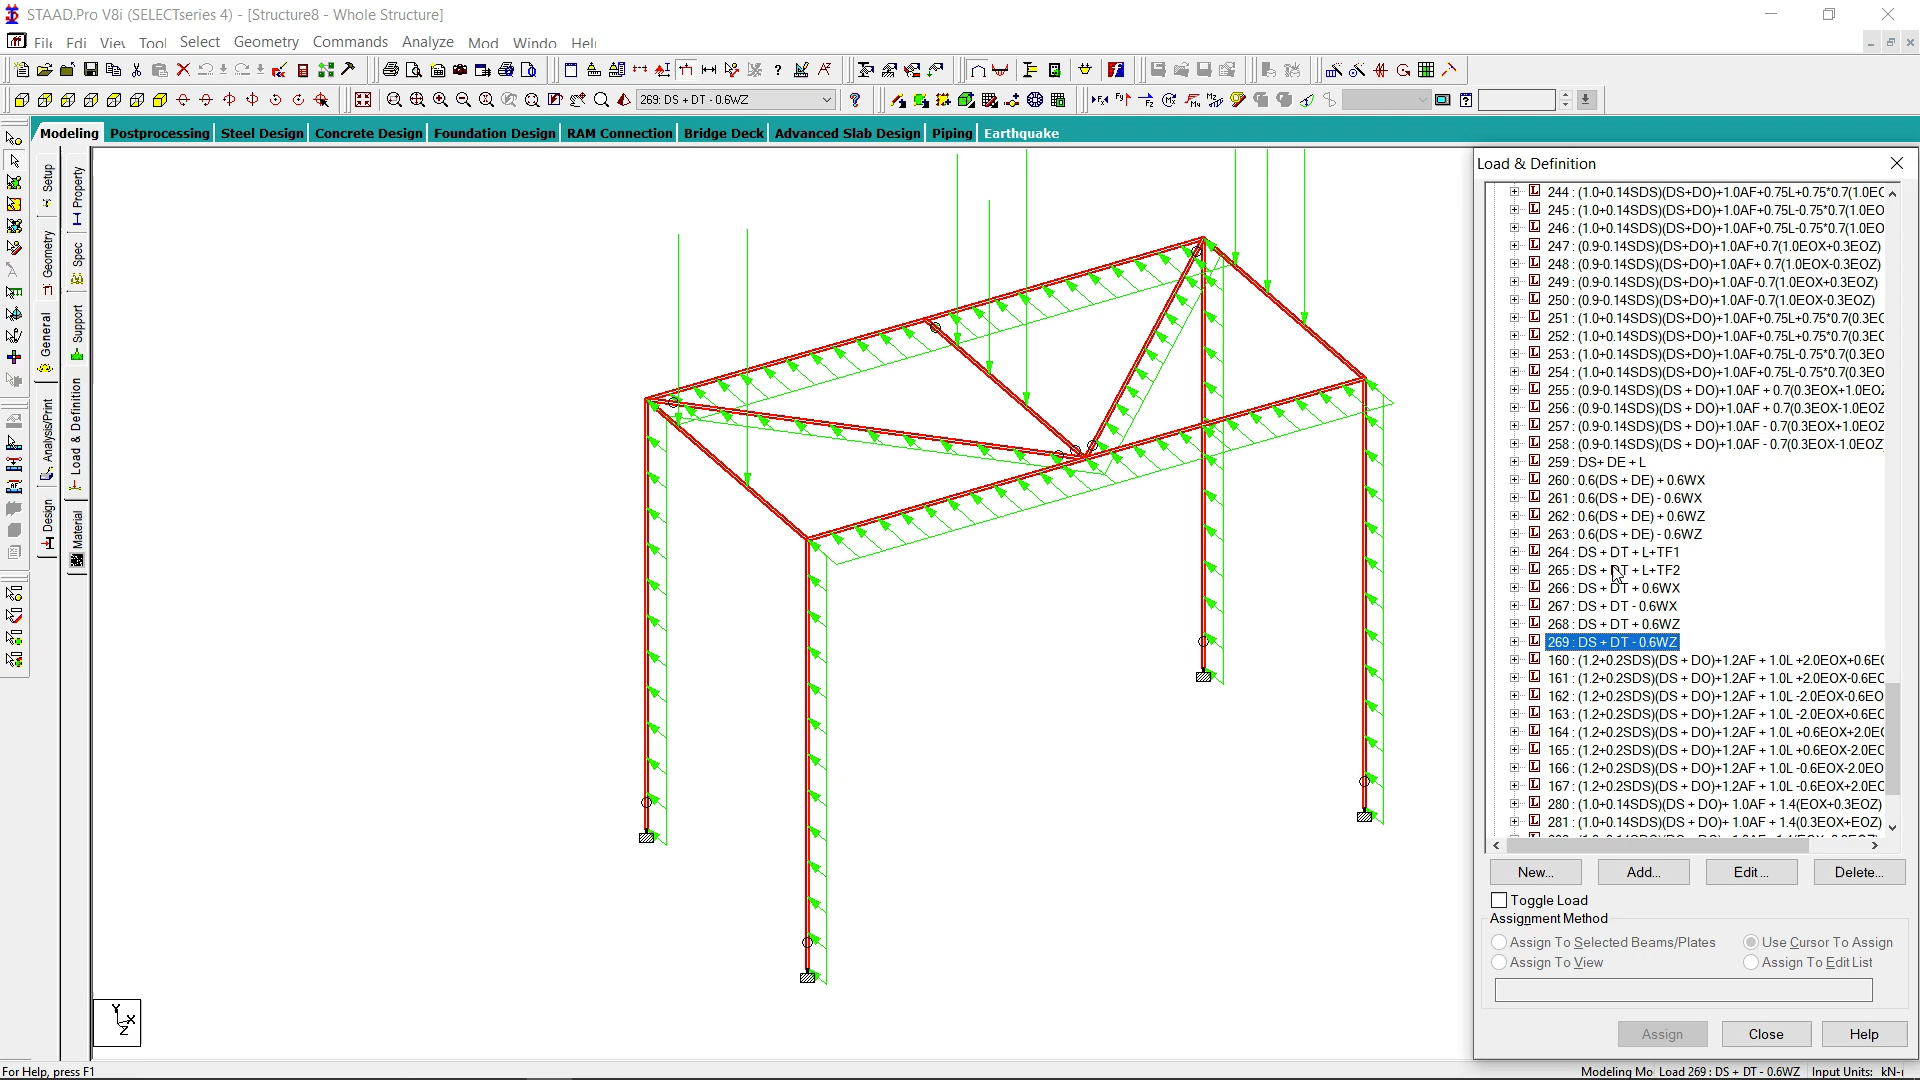 STAAD.Pro V8i (SELECTseries 4) - [Structure8 - Whole Structure]
Select Geometry Commands Analyze Mod Windo
269: DS + DT - 0.6WZ
Modeling Postprocessing Steel Design Concrete Design Foundation Design RAM Connection Bridge Deck Advanced Slab Design Piping Earthquake
Setup
Geometry
General
Analysis/Print
Design
Property
Spec
Support
Load & Definition
Material
Y
X
Z
Load & Definition
244 : (1.0+0.14SDS)(DS+DO)+1.0AF+0.75L+0.75*0.7(1.0EC
245 : (1.0+0.14SDS)(DS+DO)+1.0AF+0.75L-0.75*0.7(1.0EO
246 : (1.0+0.14SDS)(DS+DO)+1.0AF+0.75L-0.75*0.7(1.0EO
247 : (0.9-0.14SDS)(DS+DO)+1.0AF+0.7(1.0EOX+0.3EOZ)
248 : (0.9-0.14SDS)(DS+DO)+1.0AF+ 0.7(1.0EOX-0.3EOZ)
249 : (0.9-0.14SDS)(DS+DO)+1.0AF-0.7(1.0EOX+0.3EOZ)
250 : (0.9-0.14SDS)(DS+DO)+1.0AF-0.7(1.0EOX-0.3EOZ)
251 : (1.0+0.14SDS)(DS+DO)+1.0AF+0.75L+0.75*0.7(0.3EC
252 : (1.0+0.14SDS)(DS+DO)+1.0AF+0.75L+0.75*0.7(0.3EC
253 : (1.0+0.14SDS)(DS+DO)+1.0AF+0.75L-0.75*0.7(0.3EO
254 : (1.0+0.14SDS)(DS+DO)+1.0AF+0.75L-0.75*0.7(0.3EO
255 : (0.9-0.14SDS)(DS + DO)+1.0AF + 0.7(0.3EOX+1.0EOZ
256 : (0.9-0.14SDS)(DS + DO)+1.0AF + 0.7(0.3EOX-1.0EOZ
257 : (0.9-0.14SDS)(DS + DO)+1.0AF - 0.7(0.3EOX+1.0EOZ
258 : (0.9-0.14SDS)(DS + DO)+1.0AF - 0.7(0.3EOX-1.0EOZ
259 : DS+ DE + L
260 : 0.6(DS + DE) + 0.6WX
261 : 0.6(DS + DE) - 0.6WX
262 : 0.6(DS + DE) + 0.6WZ
263 : 0.6(DS + DE) - 0.6WZ
264 : DS + DT + L+TF1
265 : DS + DT + L+TF2
266 : DS + DT + 0.6WX
267 : DS + DT - 0.6WX
268 : DS + DT + 0.6WZ
269 : DS + DT - 0.6WZ
160 : (1.2+0.2SDS)(DS + DO)+1.2AF + 1.0L +2.0EOX+0.6EC
161 : (1.2+0.2SDS)(DS + DO)+1.2AF + 1.0L +2.0EOX-0.6EC
162 : (1.2+0.2SDS)(DS + DO)+1.2AF + 1.0L -2.0EOX-0.6EO
163 : (1.2+0.2SDS)(DS + DO)+1.2AF + 1.0L -2.0EOX+0.6EC
164 : (1.2+0.2SDS)(DS + DO)+1.2AF + 1.0L +0.6EOX+2.0EC
165 : (1.2+0.2SDS)(DS + DO)+1.2AF + 1.0L +0.6EOX-2.0EC
166 : (1.2+0.2SDS)(DS + DO)+1.2AF + 1.0L -0.6EOX-2.0EO
167 : (1.2+0.2SDS)(DS + DO)+1.2AF + 1.0L -0.6EOX+2.0EC
280 : (1.0+0.14SDS)(DS + DO)+ 1.0AF + 1.4(EOX+0.3EOZ)
281 : (1.0+0.14SDS)(DS + DO)+ 1.0AF + 1.4(0.3EOX+EOZ)
New... Add... Edit ... Delete...
Toggle Load
Assignment Method
Assign To Selected Beams/Plates Use Cursor To Assign
Assign To View Assign To Edit List
Assign Close Help
For Help, press F1
Modeling Mo Load 269 : DS + DT - 0.6WZ Input Units: kN-